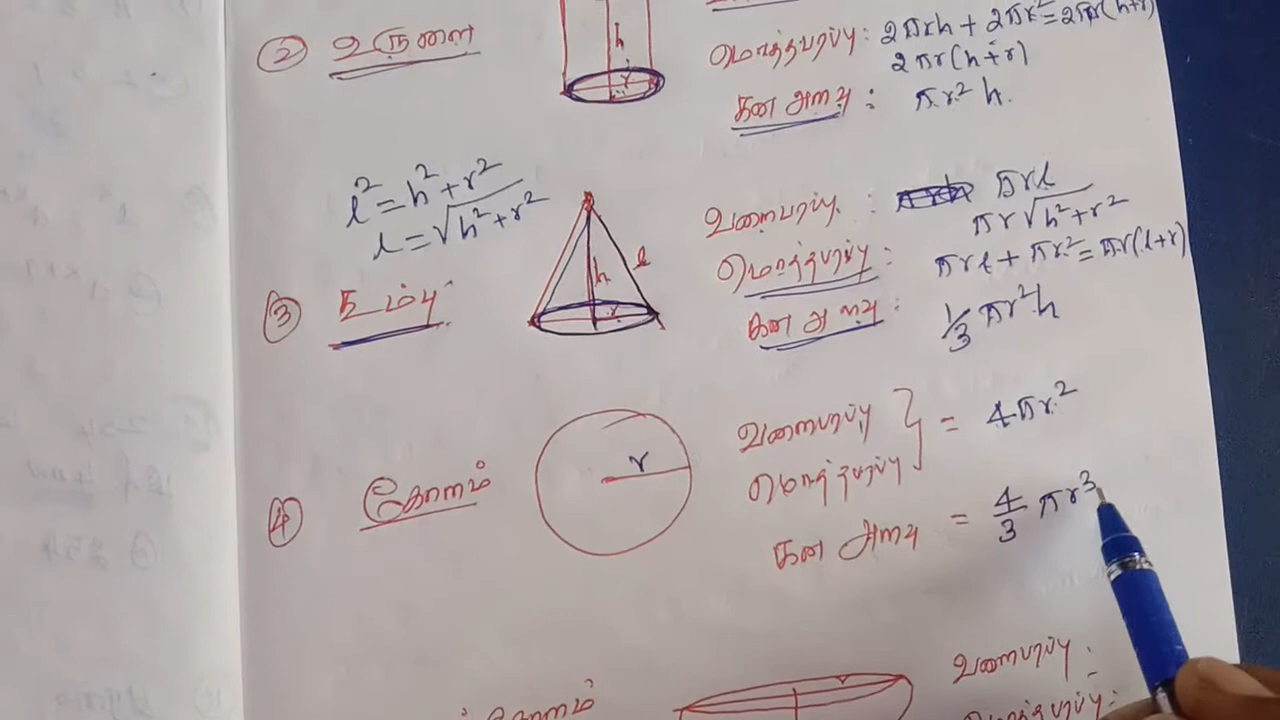 ② உருளை
h
r
மொத்தபரப்பு : 2πrh + 2πr² = 2πr(h+r)
2πr(h+r)
கன அளவு : πr²h.
l² = h² + r²
l = √h²+r²
③ கூம்பு
h
l
r
வளைபரப்பு : πrl
πr√h²+r²
மொத்தபரப்பு : πrl + πr² = πr(l+r)
கன அளவு : 1/3 πr²h
④ கோளம்
r
வளைபரப்பு } = 4πr²
மொத்தபரப்பு
கன அளவு = 4/3 πr³
கோளம்
வளைபரப்பு :
மொத்தபரப்பு :